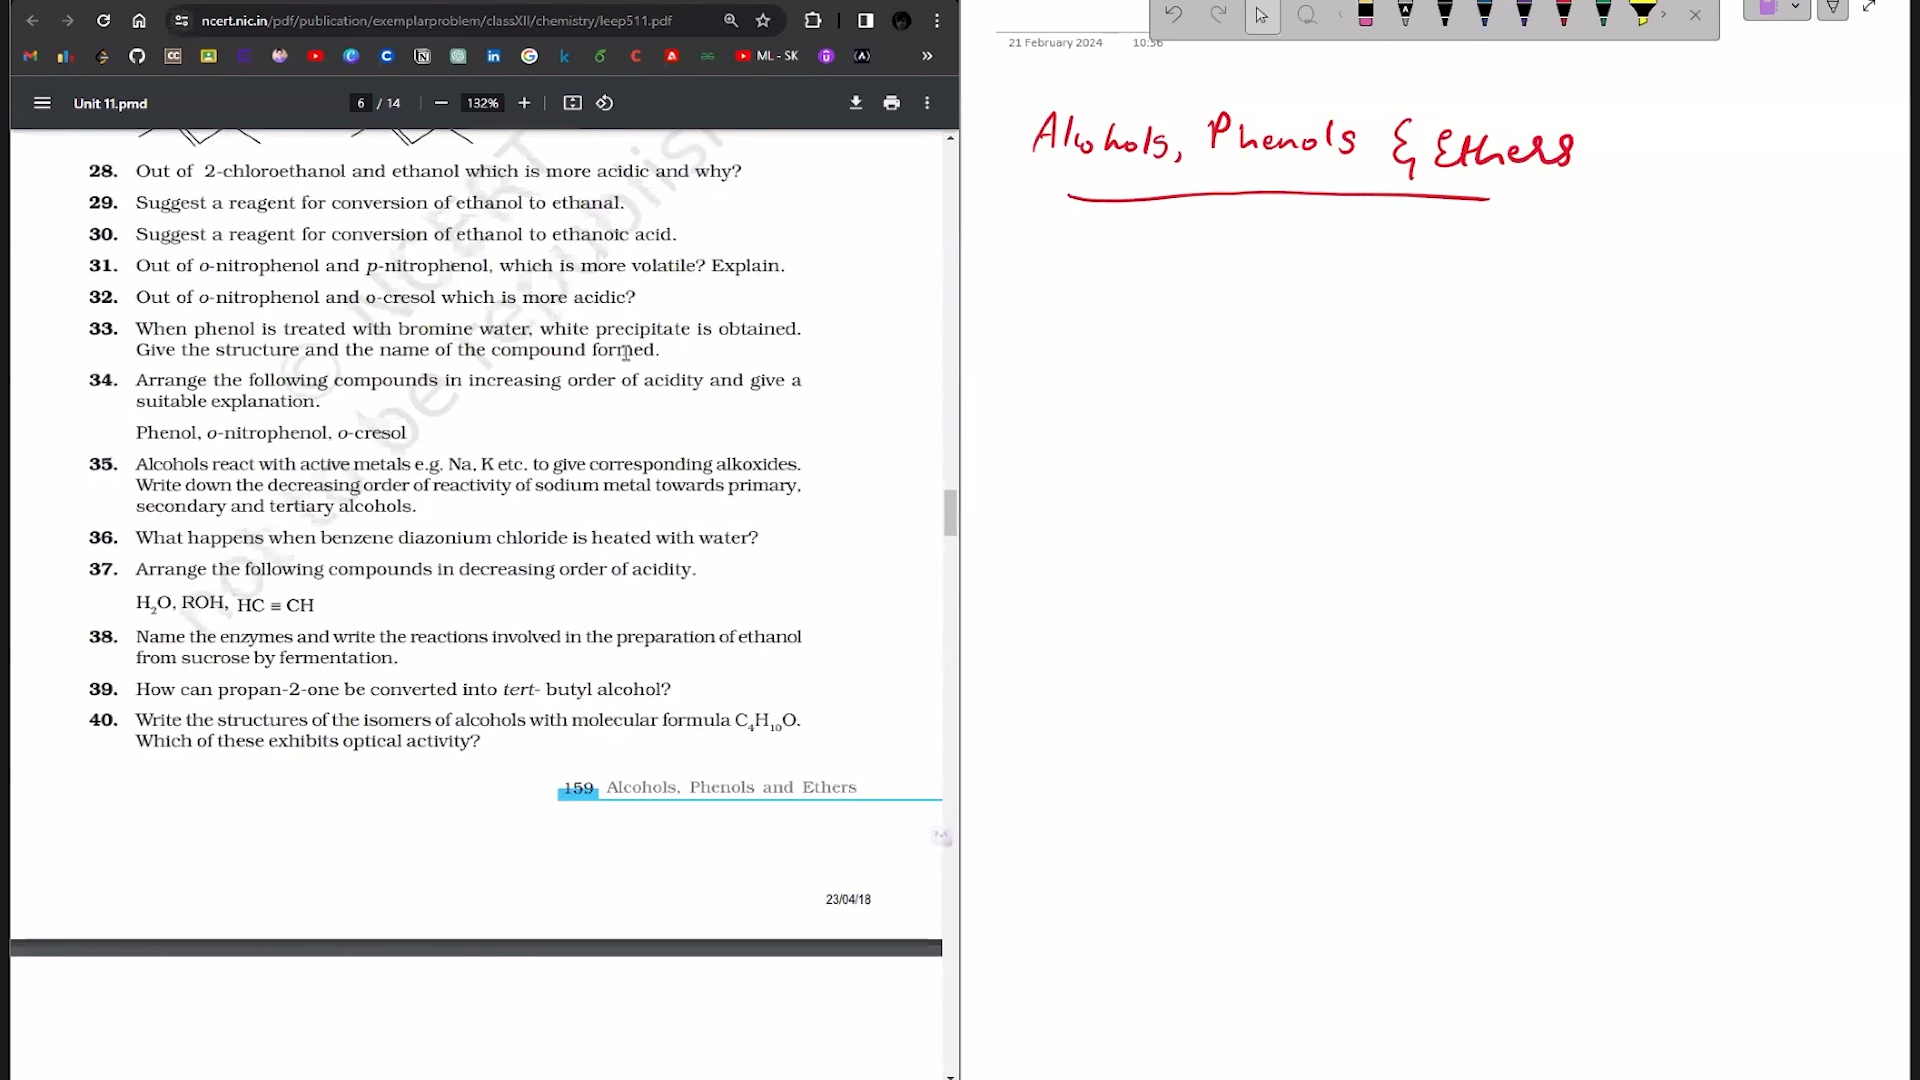 ncert.nic.in/pdf/publication/exemplarproblem/classXII/chemistry/leep511.pdf
ML - SK
Unit 11.pmd
6 / 14
132%
28. Out of 2-chloroethanol and ethanol which is more acidic and why?
29. Suggest a reagent for conversion of ethanol to ethanal.
30. Suggest a reagent for conversion of ethanol to ethanoic acid.
31. Out of o-nitrophenol and p-nitrophenol, which is more volatile? Explain.
32. Out of o-nitrophenol and o-cresol which is more acidic?
33. When phenol is treated with bromine water, white precipitate is obtained.
Give the structure and the name of the compound formed.
34. Arrange the following compounds in increasing order of acidity and give a
suitable explanation.
Phenol, o-nitrophenol, o-cresol
35. Alcohols react with active metals e.g. Na, K etc. to give corresponding alkoxides.
Write down the decreasing order of reactivity of sodium metal towards primary,
secondary and tertiary alcohols.
36. What happens when benzene diazonium chloride is heated with water?
37. Arrange the following compounds in decreasing order of acidity.
H₂O, ROH, HC ≡ CH
38. Name the enzymes and write the reactions involved in the preparation of ethanol
from sucrose by fermentation.
39. How can propan-2-one be converted into tert- butyl alcohol?
40. Write the structures of the isomers of alcohols with molecular formula C₄H₁₀O.
Which of these exhibits optical activity?
159 Alcohols, Phenols and Ethers
23/04/18
© NCERT
not to be republish
21 February 2024 10:56
Alcohols, Phenols & Ethers